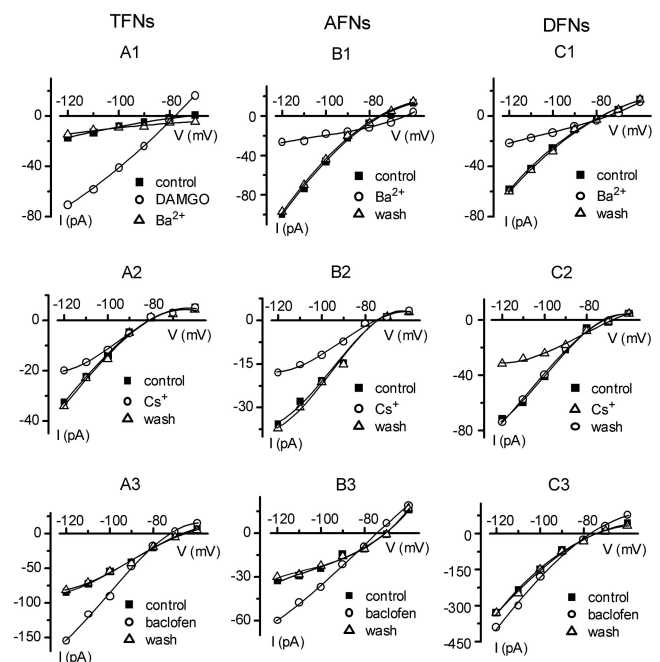 TFNs AFNs DFNs
A1 B1 C1
-120 -100 -80
0
-40
-80
V (mV)
I (pA)
control
DAMGO
Ba²⁺
-120 -100 -80
0
-40
-80
V (mV)
I (pA)
control
Ba²⁺
wash
-120 -100 -80
0
-40
-80
V (mV)
I (pA)
control
Ba²⁺
wash
A2 B2 C2
-120 -100 -80
0
-20
-40
V (mV)
I (pA)
control
Cs⁺
wash
-120 -100 -80
0
-15
-30
V (mV)
I (pA)
control
Cs⁺
wash
-120 -100 -80
0
-40
-80
V (mV)
I (pA)
control
Cs⁺
wash
A3 B3 C3
-120 -100 -80
0
-50
-100
-150
V (mV)
I (pA)
control
baclofen
wash
-120 -100 -80
0
-30
-60
V (mV)
I (pA)
control
baclofen
wash
-120 -100 -80
0
-150
-300
-450
V (mV)
I (pA)
control
baclofen
wash